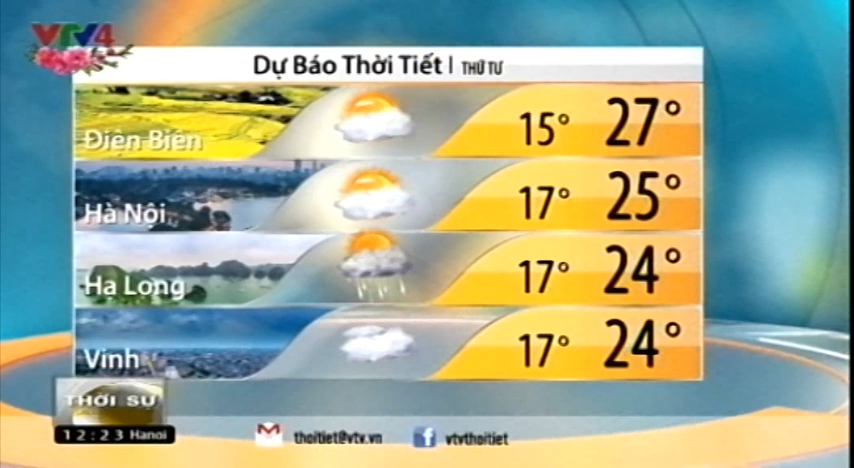 VTV4
Dự Báo Thời Tiết | THỨ TƯ
Điện Biên
15° 27°
Hà Nội
17° 25°
Hạ Long
17° 24°
Vinh
17° 24°
THỜI SỰ
12:23 Hanoi
thoitiet@vtv.vn
vtvthoitiet